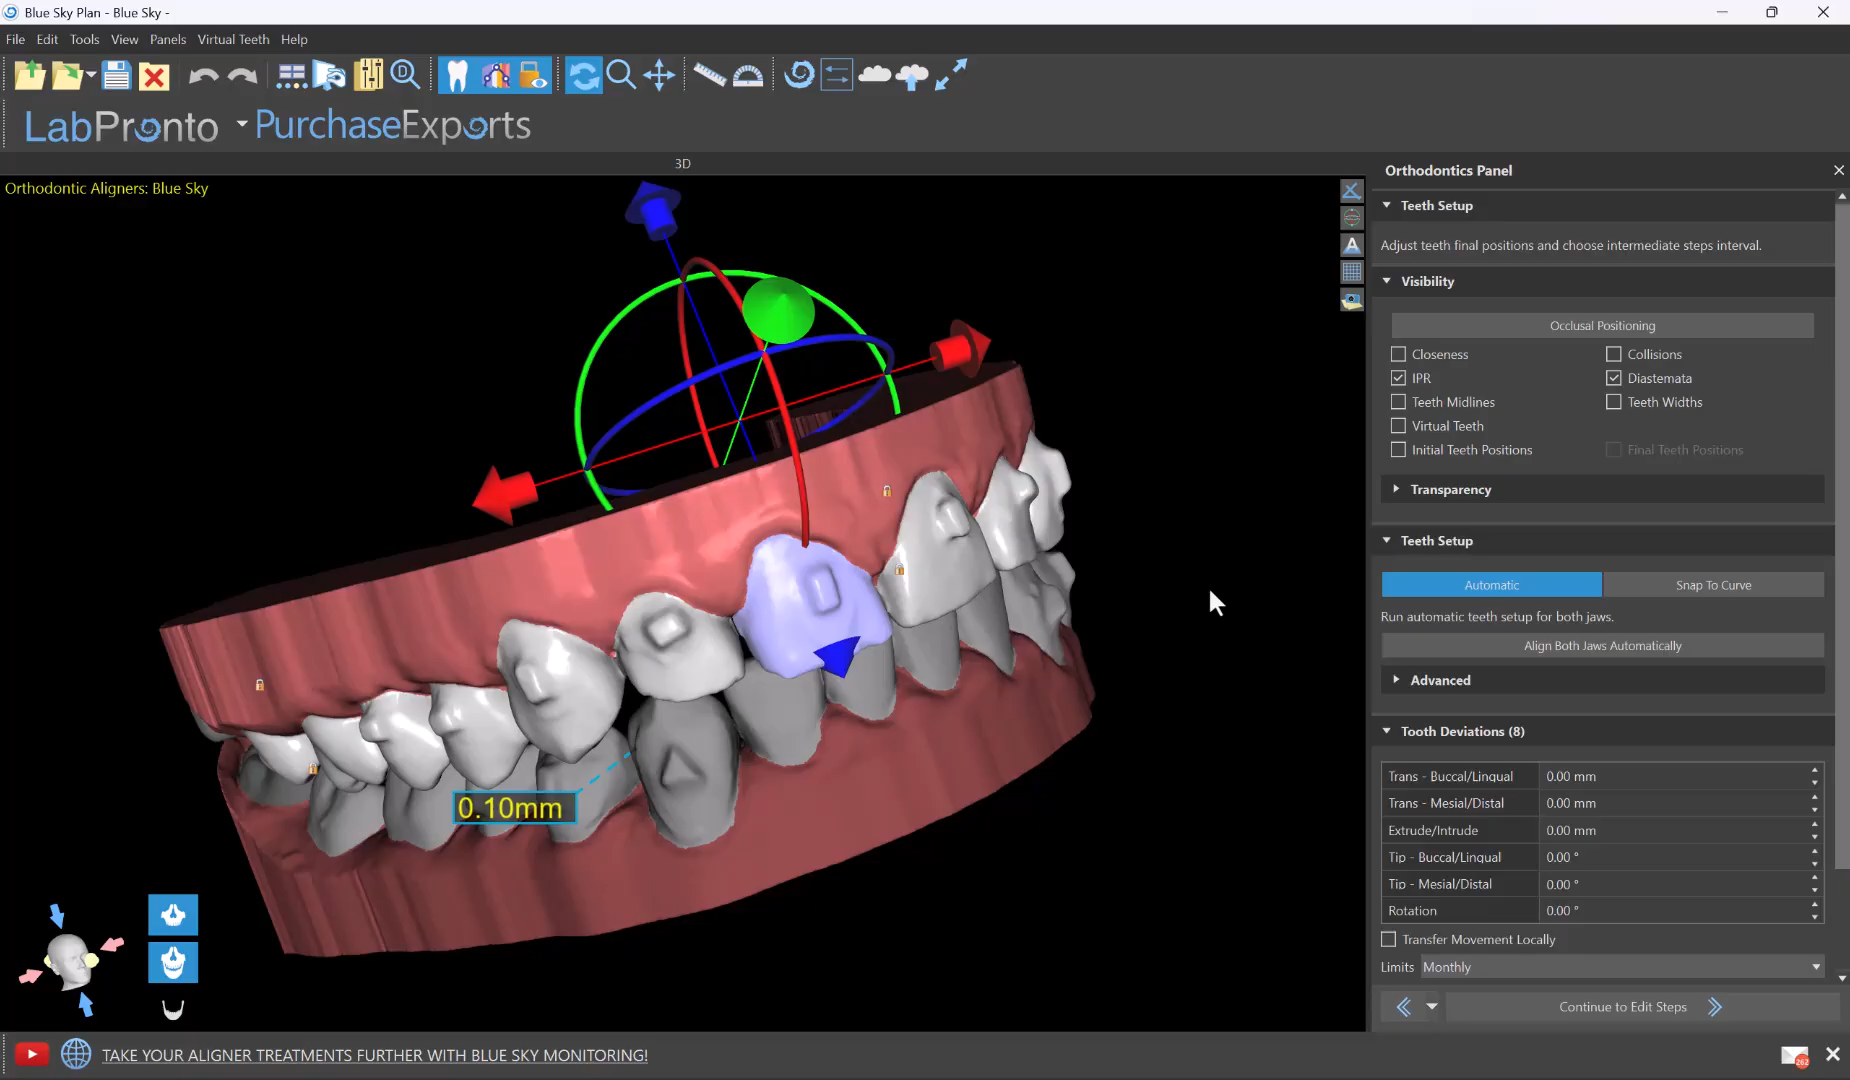 Blue Sky Plan - Blue Sky -
File Edit Tools View Panels Virtual Teeth Help
D
LabPronto PurchaseExports
3D
Orthodontic Aligners: Blue Sky
A
0.10mm
Orthodontics Panel
Teeth Setup
Adjust teeth final positions and choose intermediate steps interval.
Visibility
Occlusal Positioning
Closeness Collisions
IPR Diastemata
Teeth Midlines Teeth Widths
Virtual Teeth
Initial Teeth Positions Final Teeth Positions
Transparency
Teeth Setup
Automatic Snap To Curve
Run automatic teeth setup for both jaws.
Align Both Jaws Automatically
Advanced
Tooth Deviations (8)
Trans - Buccal/Lingual 0.00 mm
Trans - Mesial/Distal 0.00 mm
Extrude/Intrude 0.00 mm
Tip - Buccal/Lingual 0.00 °
Tip - Mesial/Distal 0.00 °
Rotation 0.00 °
Transfer Movement Locally
Limits Monthly
Continue to Edit Steps
TAKE YOUR ALIGNER TREATMENTS FURTHER WITH BLUE SKY MONITORING!
262